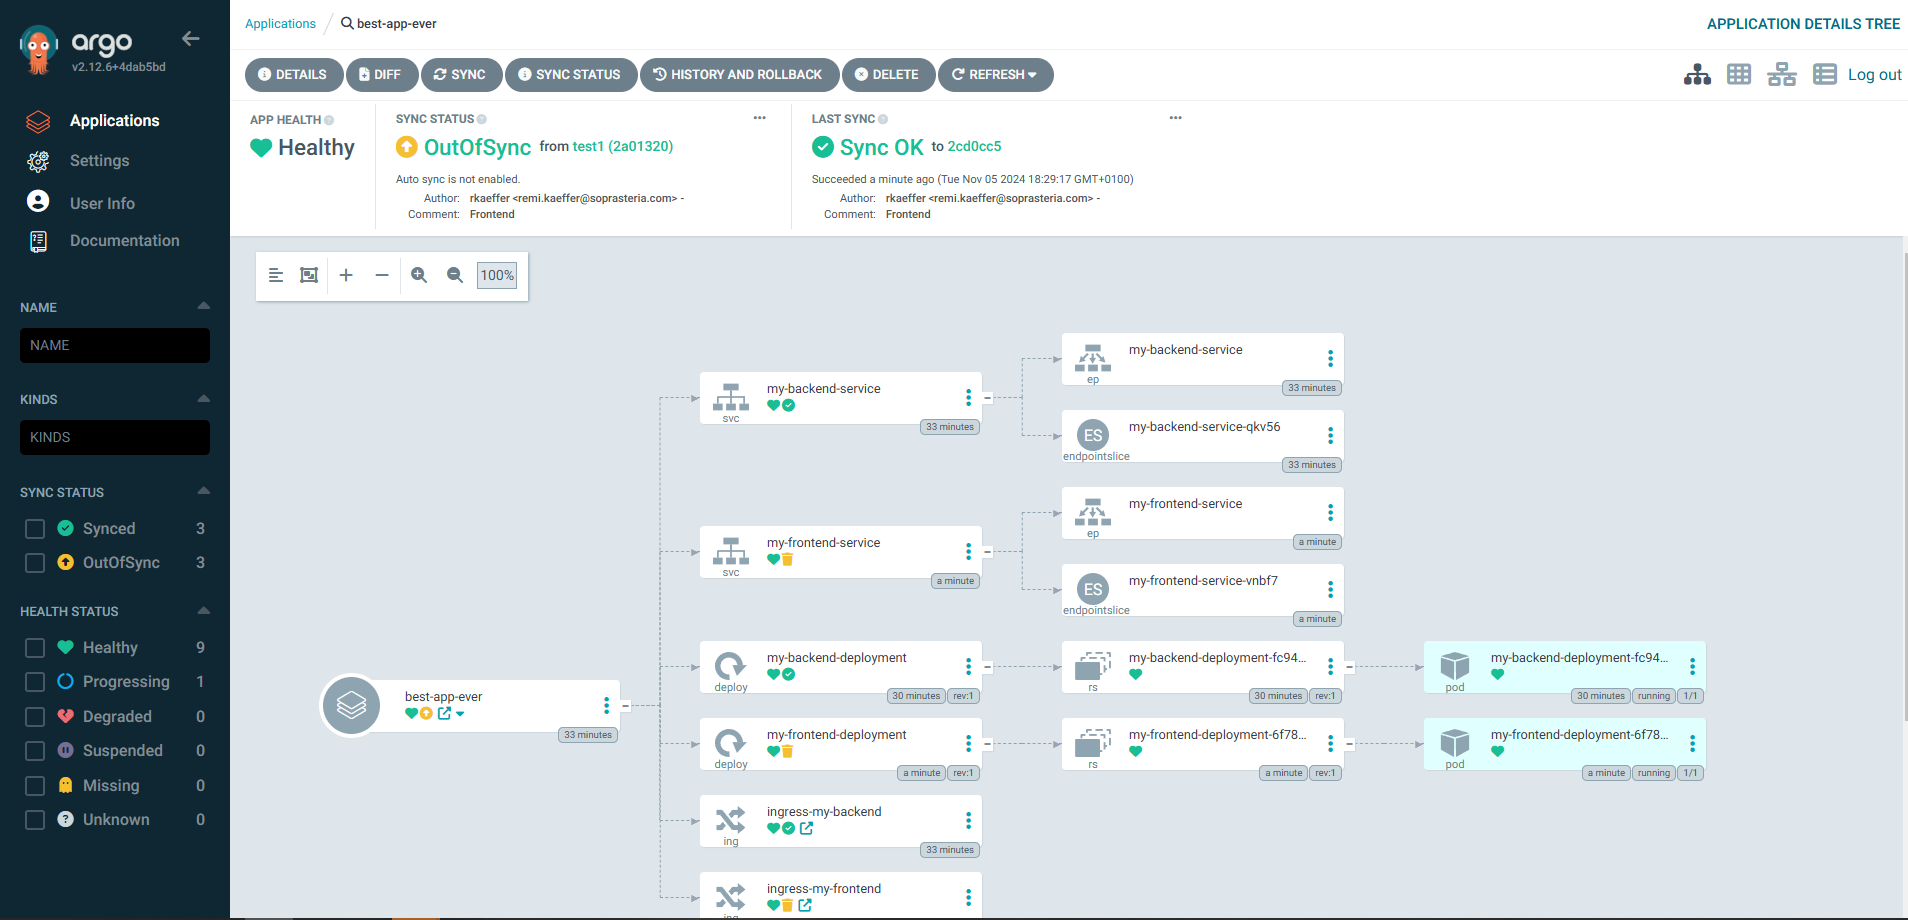 argo
v2.12.6+4dab5bd
Applications
Settings
User Info
Documentation
NAME
NAME
KINDS
KINDS
SYNC STATUS
Synced 3
OutOfSync 3
HEALTH STATUS
Healthy 9
Progressing 1
Degraded 0
Suspended 0
Missing 0
Unknown 0
Applications / best-app-ever
APPLICATION DETAILS TREE
DETAILS DIFF SYNC SYNC STATUS HISTORY AND ROLLBACK DELETE REFRESH
Log out
APP HEALTH
Healthy
SYNC STATUS
OutOfSync from test1 (2a01320)
Auto sync is not enabled.
Author: rkaeffer <remi.kaeffer@soprasteria.com> -
Comment: Frontend
LAST SYNC
Sync OK to 2cd0cc5
Succeeded a minute ago (Tue Nov 05 2024 18:29:17 GMT+0100)
Author: rkaeffer <remi.kaeffer@soprasteria.com> -
Comment: Frontend
100%
best-app-ever
33 minutes
my-backend-service
svc
33 minutes
my-backend-service
ep
33 minutes
ES
my-backend-service-qkv56
endpointslice
33 minutes
my-frontend-service
svc
a minute
my-frontend-service
ep
a minute
ES
my-frontend-service-vnbf7
endpointslice
a minute
my-backend-deployment
deploy
30 minutes rev:1
my-backend-deployment-fc94...
rs
30 minutes rev:1
my-backend-deployment-fc94...
pod
30 minutes running 1/1
my-frontend-deployment
deploy
a minute rev:1
my-frontend-deployment-6f78...
rs
a minute rev:1
my-frontend-deployment-6f78...
pod
a minute running 1/1
ingress-my-backend
ing
33 minutes
ingress-my-frontend
ing